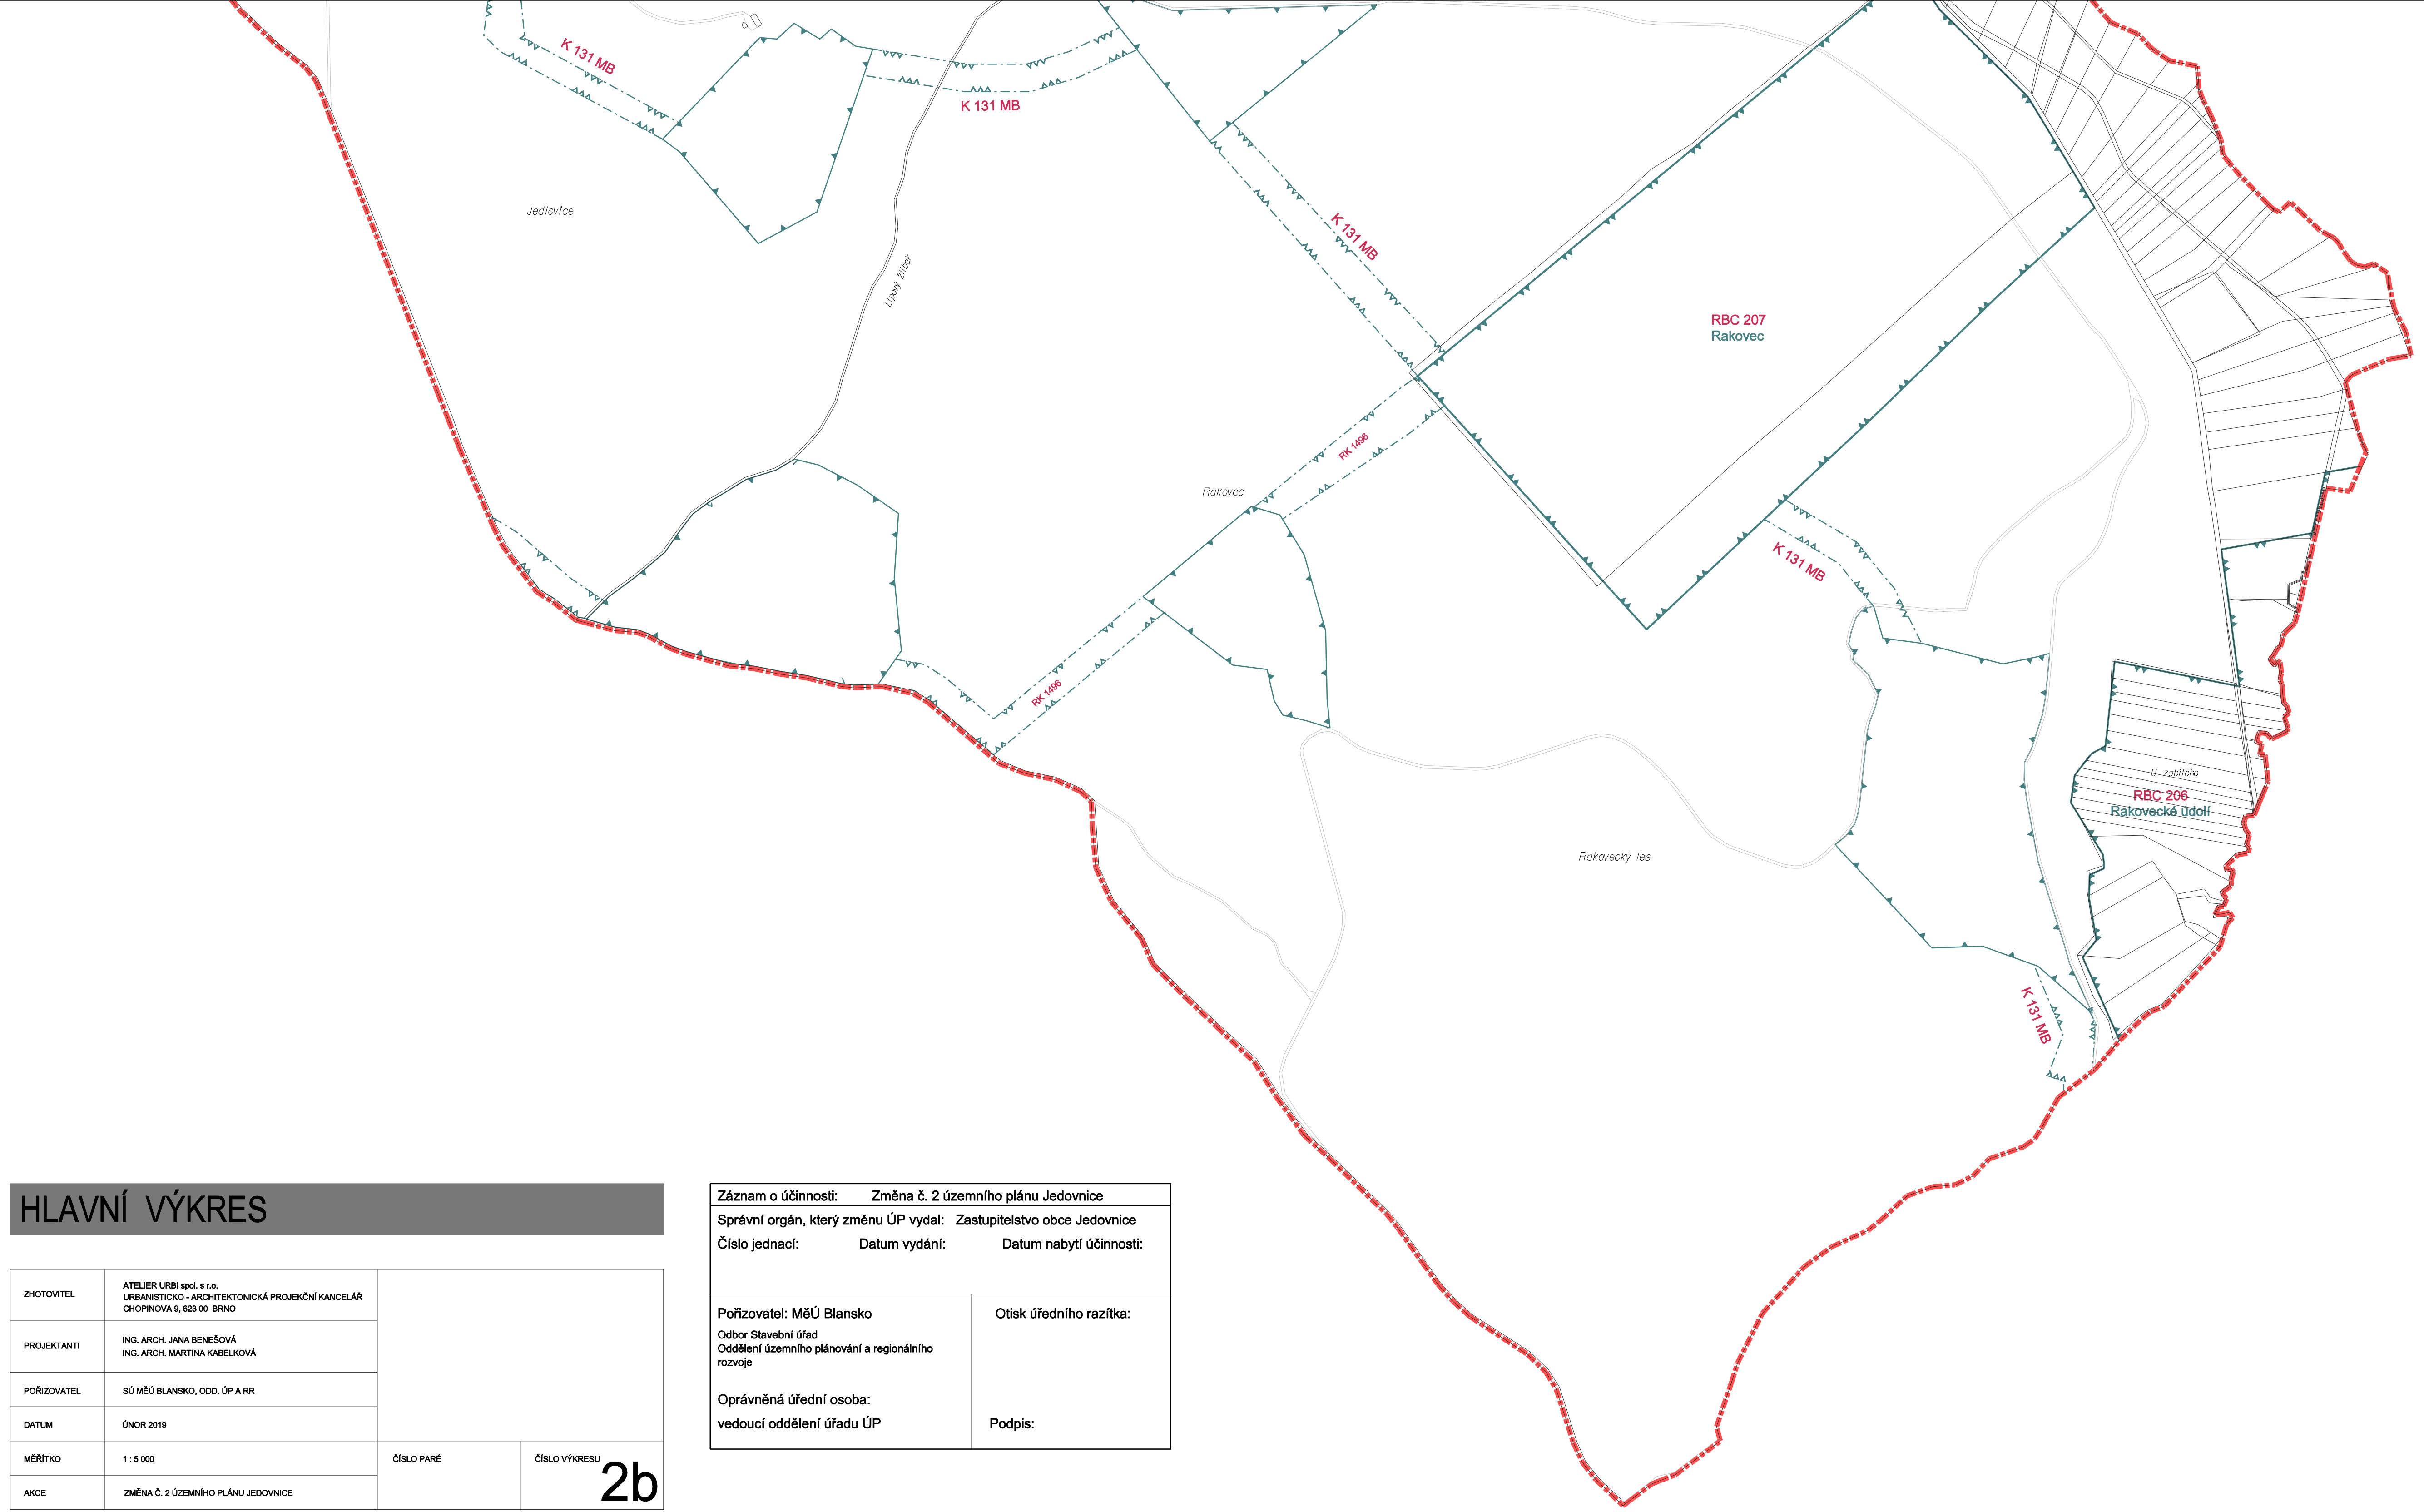 K 131 MB
K 131 MB
Jedlovice
Lipový žlíbek
K 131 MB
RBC 207
Rakovec
RK 1496
Rakovec
K 131 MB
RK 1496
U zabitého
RBC 206
Rakovecké údolí
Rakovecký les
K 131 MB
HLAVNÍ VÝKRES
ZHOTOVITEL
ATELIER URBI spol. s r.o.
URBANISTICKO - ARCHITEKTONICKÁ PROJEKČNÍ KANCELÁŘ
CHOPINOVA 9, 623 00 BRNO
PROJEKTANTI
ING. ARCH. JANA BENEŠOVÁ
ING. ARCH. MARTINA KABELKOVÁ
POŘIZOVATEL
SÚ MĚÚ BLANSKO, ODD. ÚP A RR
DATUM
ÚNOR 2019
MĚŘÍTKO
1 : 5 000
ČÍSLO PARÉ
ČÍSLO VÝKRESU
2b
AKCE
ZMĚNA Č. 2 ÚZEMNÍHO PLÁNU JEDOVNICE
Záznam o účinnosti: Změna č. 2 územního plánu Jedovnice
Správní orgán, který změnu ÚP vydal: Zastupitelstvo obce Jedovnice
Číslo jednací: Datum vydání: Datum nabytí účinnosti:
Pořizovatel: MěÚ Blansko
Odbor Stavební úřad
Oddělení územního plánování a regionálního
rozvoje
Oprávněná úřední osoba:
vedoucí oddělení úřadu ÚP
Otisk úředního razítka:
Podpis: